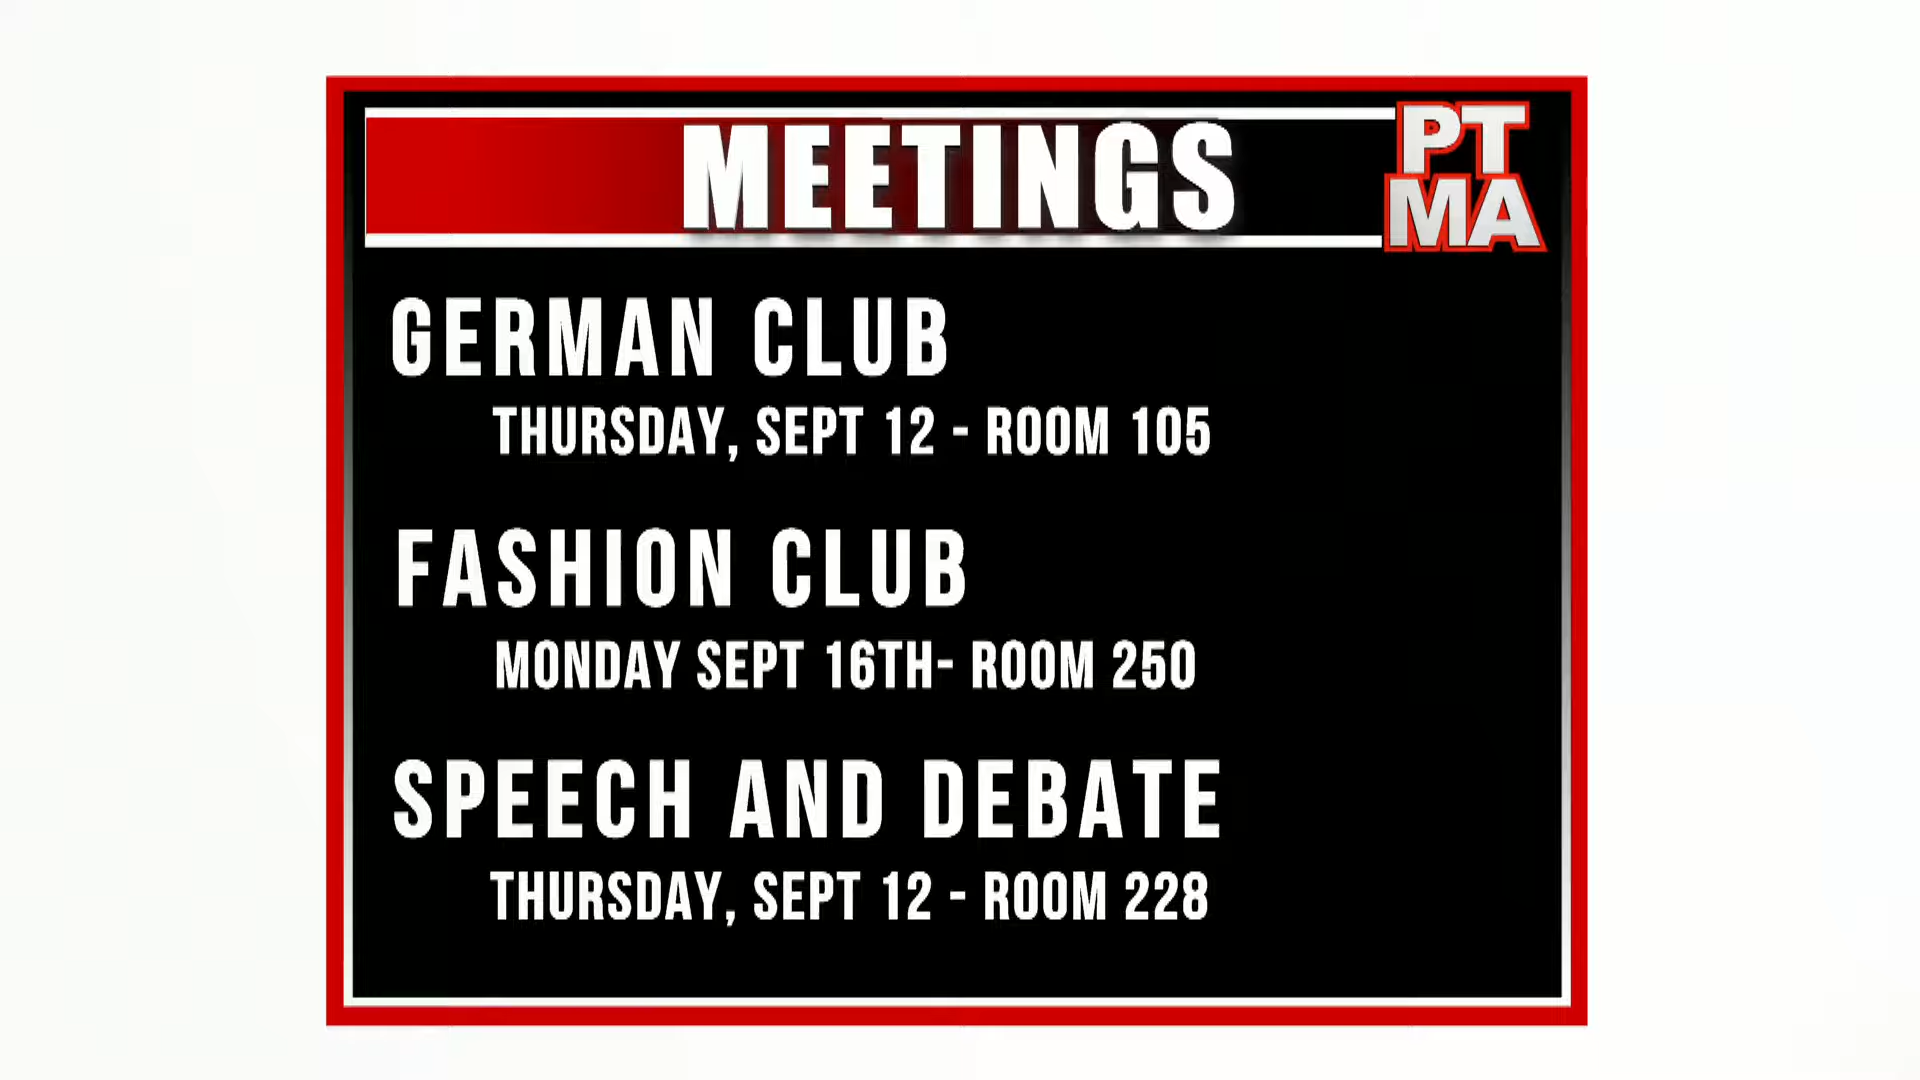 MEETINGS
PT
MA
GERMAN CLUB
THURSDAY, SEPT 12 - ROOM 105
FASHION CLUB
MONDAY SEPT 16TH- ROOM 250
SPEECH AND DEBATE
THURSDAY, SEPT 12 - ROOM 228